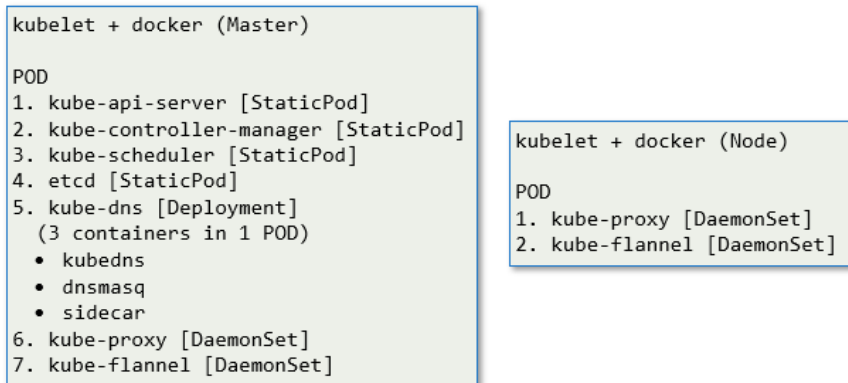 kubelet + docker (Master)
POD
1. kube-api-server [StaticPod]
2. kube-controller-manager [StaticPod]
3. kube-scheduler [StaticPod]
4. etcd [StaticPod]
5. kube-dns [Deployment]
(3 containers in 1 POD)
• kubedns
• dnsmasq
• sidecar
6. kube-proxy [DaemonSet]
7. kube-flannel [DaemonSet]
kubelet + docker (Node)
POD
1. kube-proxy [DaemonSet]
2. kube-flannel [DaemonSet]